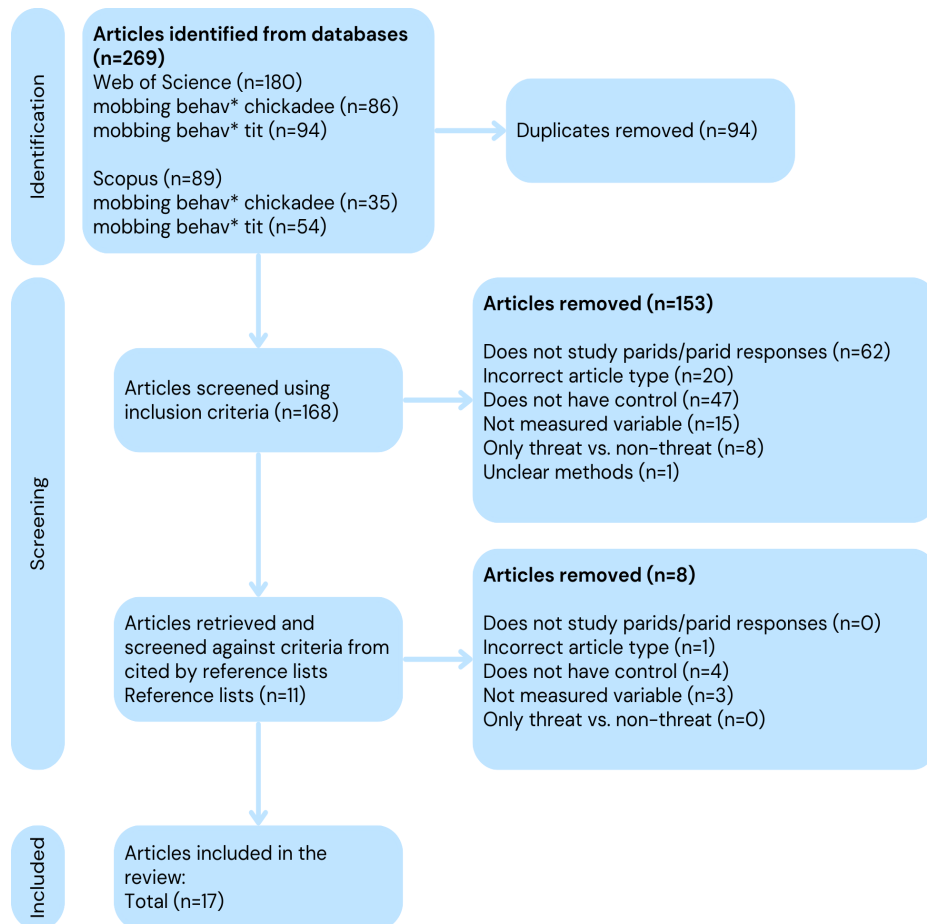 Identification
Articles identified from databases
(n=269)
Web of Science (n=180)
mobbing behav* chickadee (n=86)
mobbing behav* tit (n=94)
Scopus (n=89)
mobbing behav* chickadee (n=35)
mobbing behav* tit (n=54)
Duplicates removed (n=94)
Screening
Articles screened using
inclusion criteria (n=168)
Articles removed (n=153)
Does not study parids/parid responses (n=62)
Incorrect article type (n=20)
Does not have control (n=47)
Not measured variable (n=15)
Only threat vs. non-threat (n=8)
Unclear methods (n=1)
Articles retrieved and
screened against criteria from
cited by reference lists
Reference lists (n=11)
Articles removed (n=8)
Does not study parids/parid responses (n=0)
Incorrect article type (n=1)
Does not have control (n=4)
Not measured variable (n=3)
Only threat vs. non-threat (n=0)
Included
Articles included in the
review:
Total (n=17)